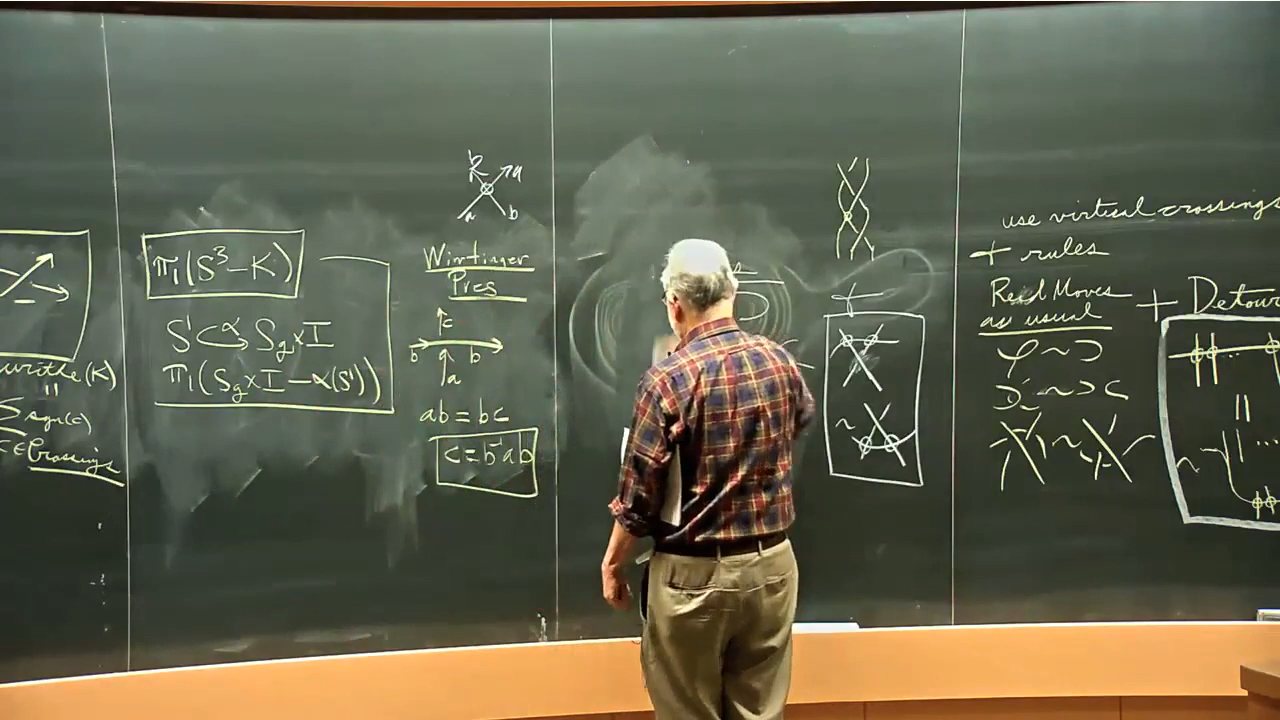 writhe(K)
||
Σ sgn(c)
c∈Crossings
π₁(S³−K)
S¹ ↪α S_g×I
π₁(S_g×I−α(S¹))
b a
a b
Wirtinger
Pres
c
b a b
a
ab=bc
c=b⁻¹ab
use virtual crossings
+ rules
Reid Moves
as usual
+ Detour
~
~
~
~
||
~